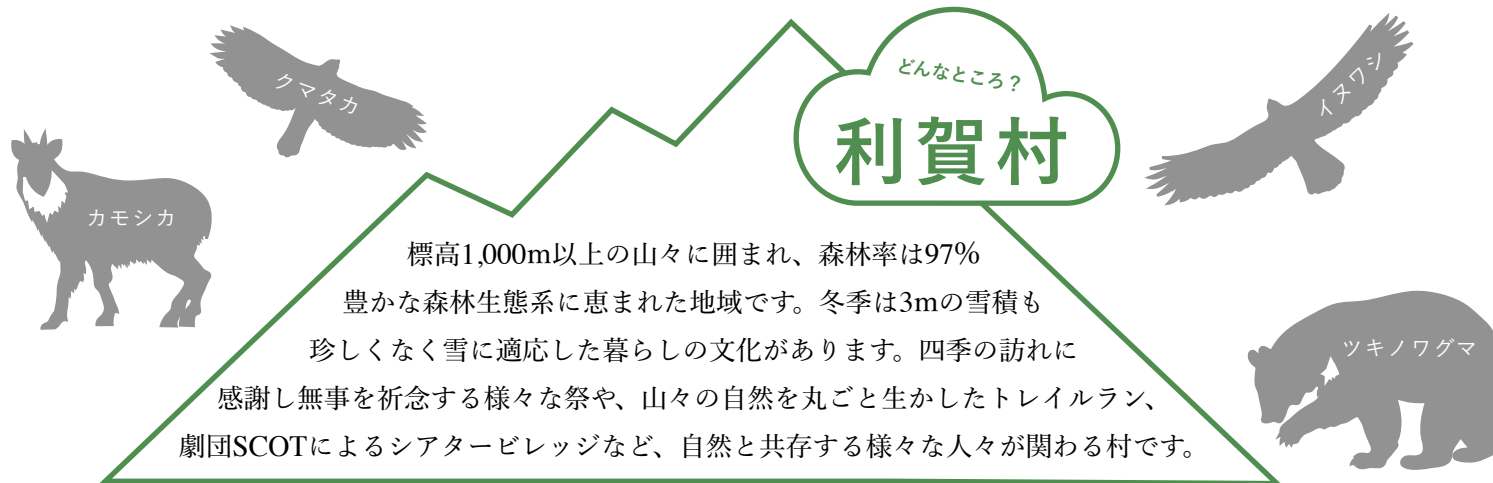 どんなところ？
利賀村
クマタカ
イヌワシ
カモシカ
ツキノワグマ
標高1,000m以上の山々に囲まれ、森林率は97%
豊かな森林生態系に恵まれた地域です。冬季は3mの雪積も
珍しくなく雪に適応した暮らしの文化があります。四季の訪れに
感謝し無事を祈念する様々な祭や、山々の自然を丸ごと生かしたトレイルラン、
劇団SCOTによるシアタービレッジなど、自然と共存する様々な人々が関わる村です。